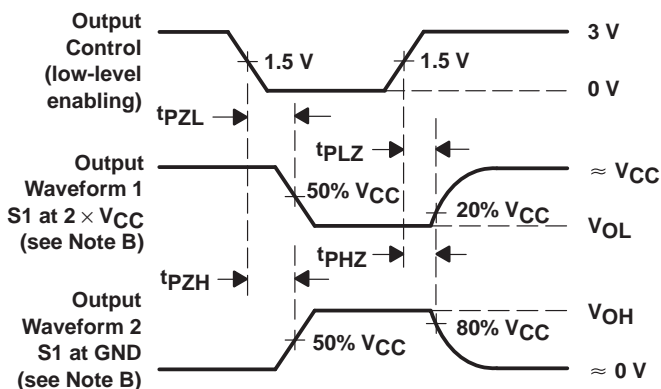 Output
Control
(low-level
enabling)
1.5 V
1.5 V
3 V
0 V
tPZL
tPLZ
Output
Waveform 1
S1 at 2 × VCC
(see Note B)
50% VCC
20% VCC
≈ VCC
VOL
tPZH
tPHZ
Output
Waveform 2
S1 at GND
(see Note B)
50% VCC
80% VCC
VOH
≈ 0 V